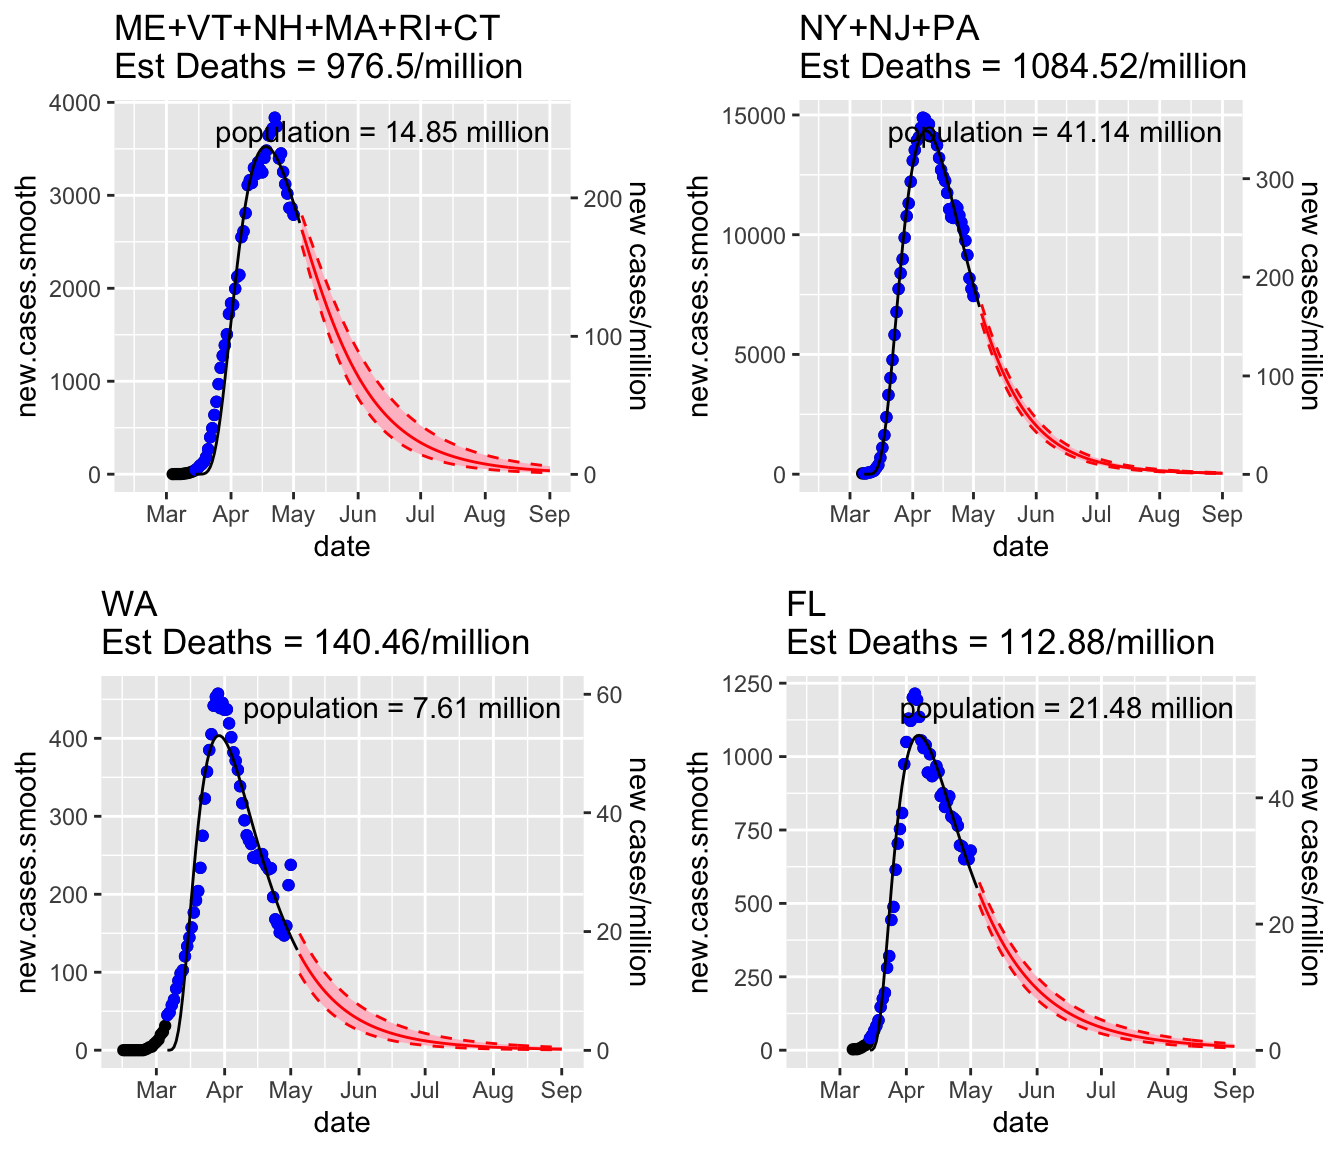 ME+VT+NH+MA+RI+CT
Est Deaths = 976.5/million
population = 14.85 million
new.cases.smooth
4000
3000
2000
1000
0
200
100
0
new cases/million
Mar Apr May Jun Jul Aug Sep
date
NY+NJ+PA
Est Deaths = 1084.52/million
population = 41.14 million
new.cases.smooth
15000
10000
5000
0
300
200
100
0
new cases/million
Mar Apr May Jun Jul Aug Sep
date
WA
Est Deaths = 140.46/million
population = 7.61 million
new.cases.smooth
400
300
200
100
0
60
40
20
0
new cases/million
Mar Apr May Jun Jul Aug Sep
date
FL
Est Deaths = 112.88/million
population = 21.48 million
new.cases.smooth
1250
1000
750
500
250
0
40
20
0
new cases/million
Mar Apr May Jun Jul Aug Sep
date